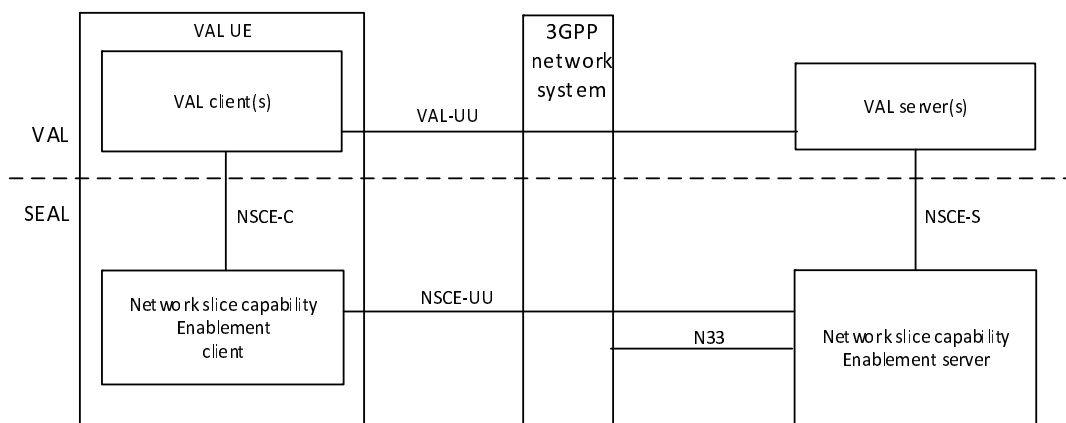 VAL UE
3GPP
network
system
VAL client(s)
VAL server(s)
VAL-UU
VAL
SEAL
NSCE-C
NSCE-S
NSCE-UU
Network slice capability
Enablement
client
N33
Network slice capability
Enablement server